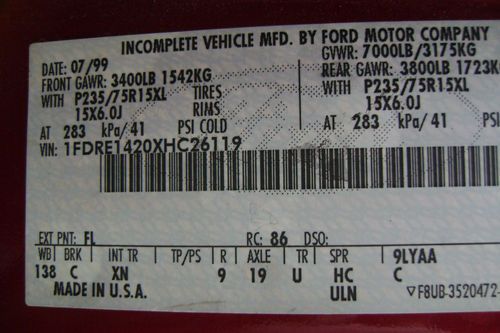 INCOMPLETE VEHICLE MFD. BY FORD MOTOR COMPANY
DATE: 07/99 GVWR: 7000LB/3175KG
FRONT GAWR: 3400LB 1542KG REAR GAWR: 3800LB 1723K
WITH P235/75R15XL TIRES WITH P235/75R15XL
15X6.0J RIMS 15X6.0J
AT 283 kPa/41 PSI COLD AT 283 kPa/41 PSI
VIN: 1FDRE1420XHC26119
EXT PNT: FL RC: 86 DSO:
WB BRK INT TR TP/PS R AXLE TR SPR 9LYAA
138 C XN 9 19 U HC C
MADE IN U.S.A. ULN ▽F8UB-3520472-